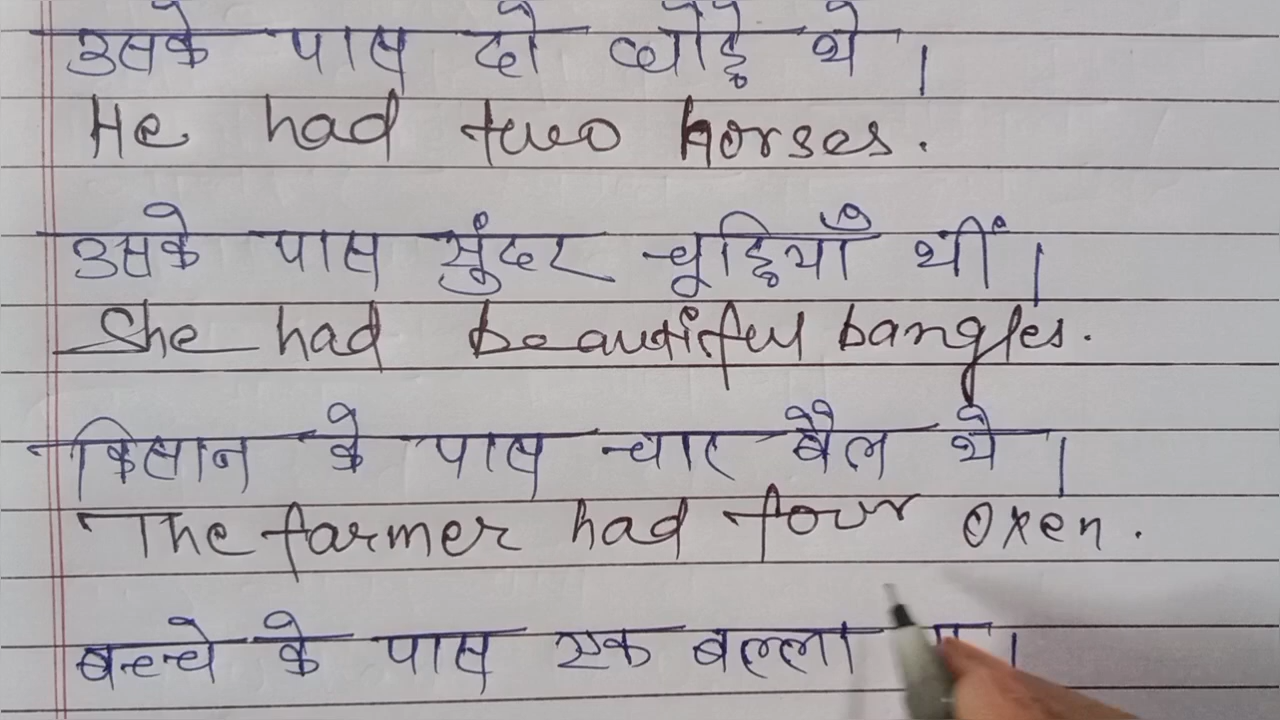 उसके पास दो घोड़े थे।
He had two horses.
उसके पास सुंदर चूड़ियाँ थीं।
She had beautiful bangles.
किसान के पास चार बैल थे।
The farmer had four oxen.
बच्चे के पास एक बल्ला